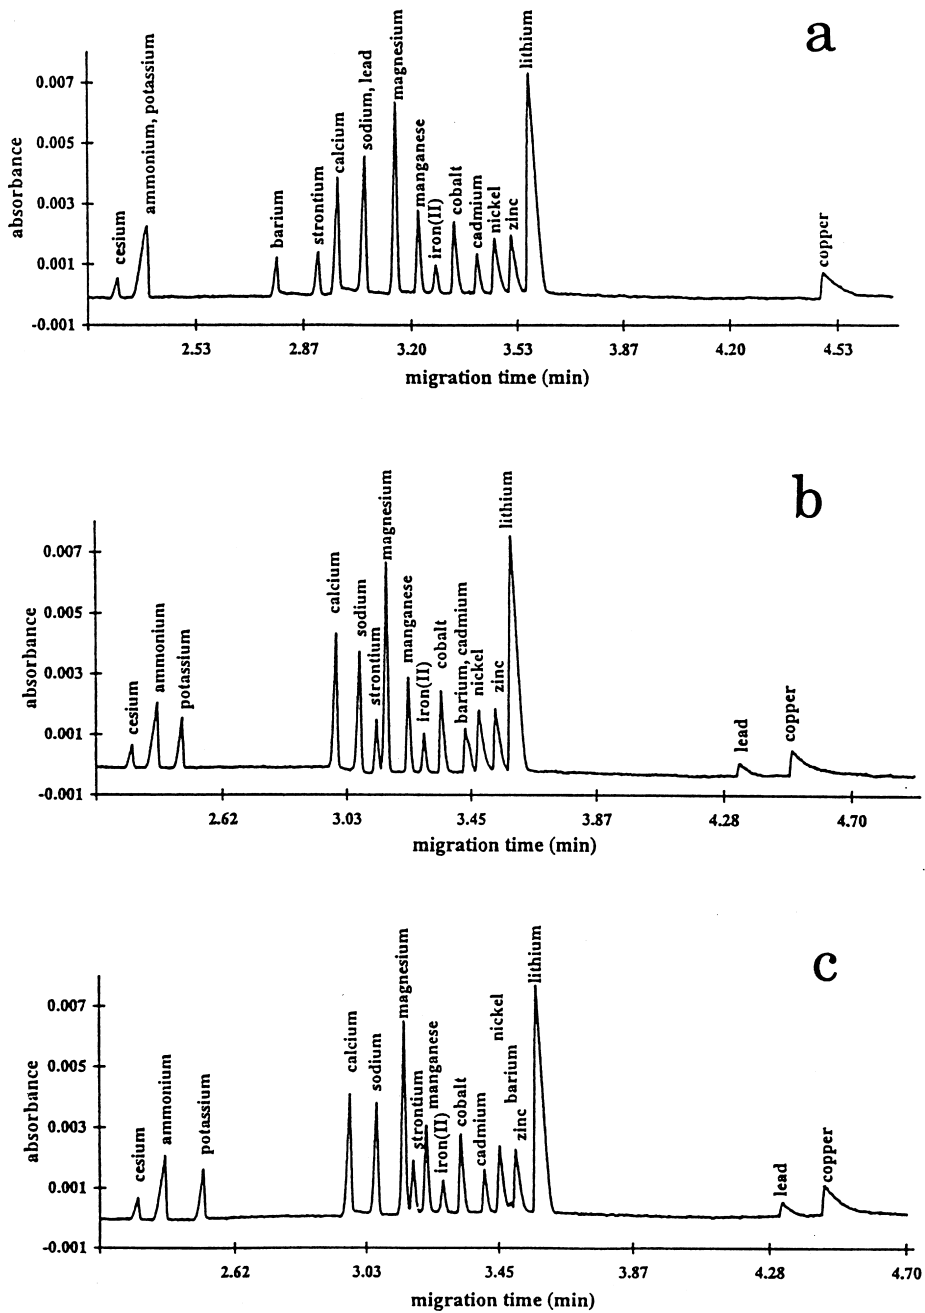 a
absorbance
0.007
0.005
0.003
0.001
-0.001
cesium
ammonium, potassium
barium
strontium
calcium
sodium, lead
magnesium
manganese
iron(II)
cobalt
cadmium
nickel
zinc
lithium
copper
2.53
2.87
3.20
3.53
3.87
4.20
4.53
migration time (min)
b
absorbance
0.007
0.005
0.003
0.001
-0.001
cesium
ammonium
potassium
calcium
sodium
strontium
magnesium
manganese
iron(II)
cobalt
barium, cadmium
nickel
zinc
lithium
lead
copper
2.62
3.03
3.45
3.87
4.28
4.70
migration time (min)
c
absorbance
0.007
0.005
0.003
0.001
-0.001
cesium
ammonium
potassium
calcium
sodium
magnesium
strontium
manganese
iron(II)
cobalt
cadmium
nickel
zinc
barium
lithium
lead
copper
2.62
3.03
3.45
3.87
4.28
4.70
migration time (min)